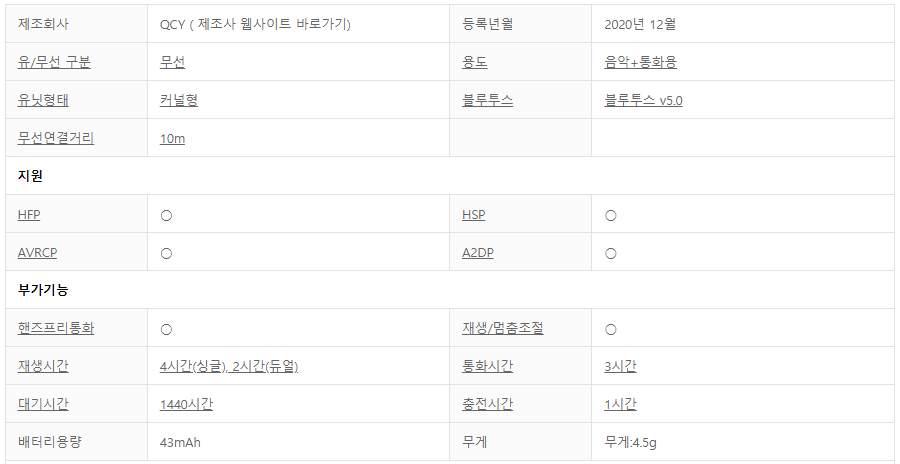 제조회사 QCY ( 제조사 웹사이트 바로가기) 등록년월 2020년 12월
유/무선 구분 무선 용도 음악+통화용
유닛형태 커널형 블루투스 블루투스 v5.0
무선연결거리 10m
지원
HFP ○ HSP ○
AVRCP ○ A2DP ○
부가기능
핸즈프리통화 ○ 재생/멈춤조절 ○
재생시간 4시간(싱글), 2시간(듀얼) 통화시간 3시간
대기시간 1440시간 충전시간 1시간
배터리용량 43mAh 무게 무게:4.5g